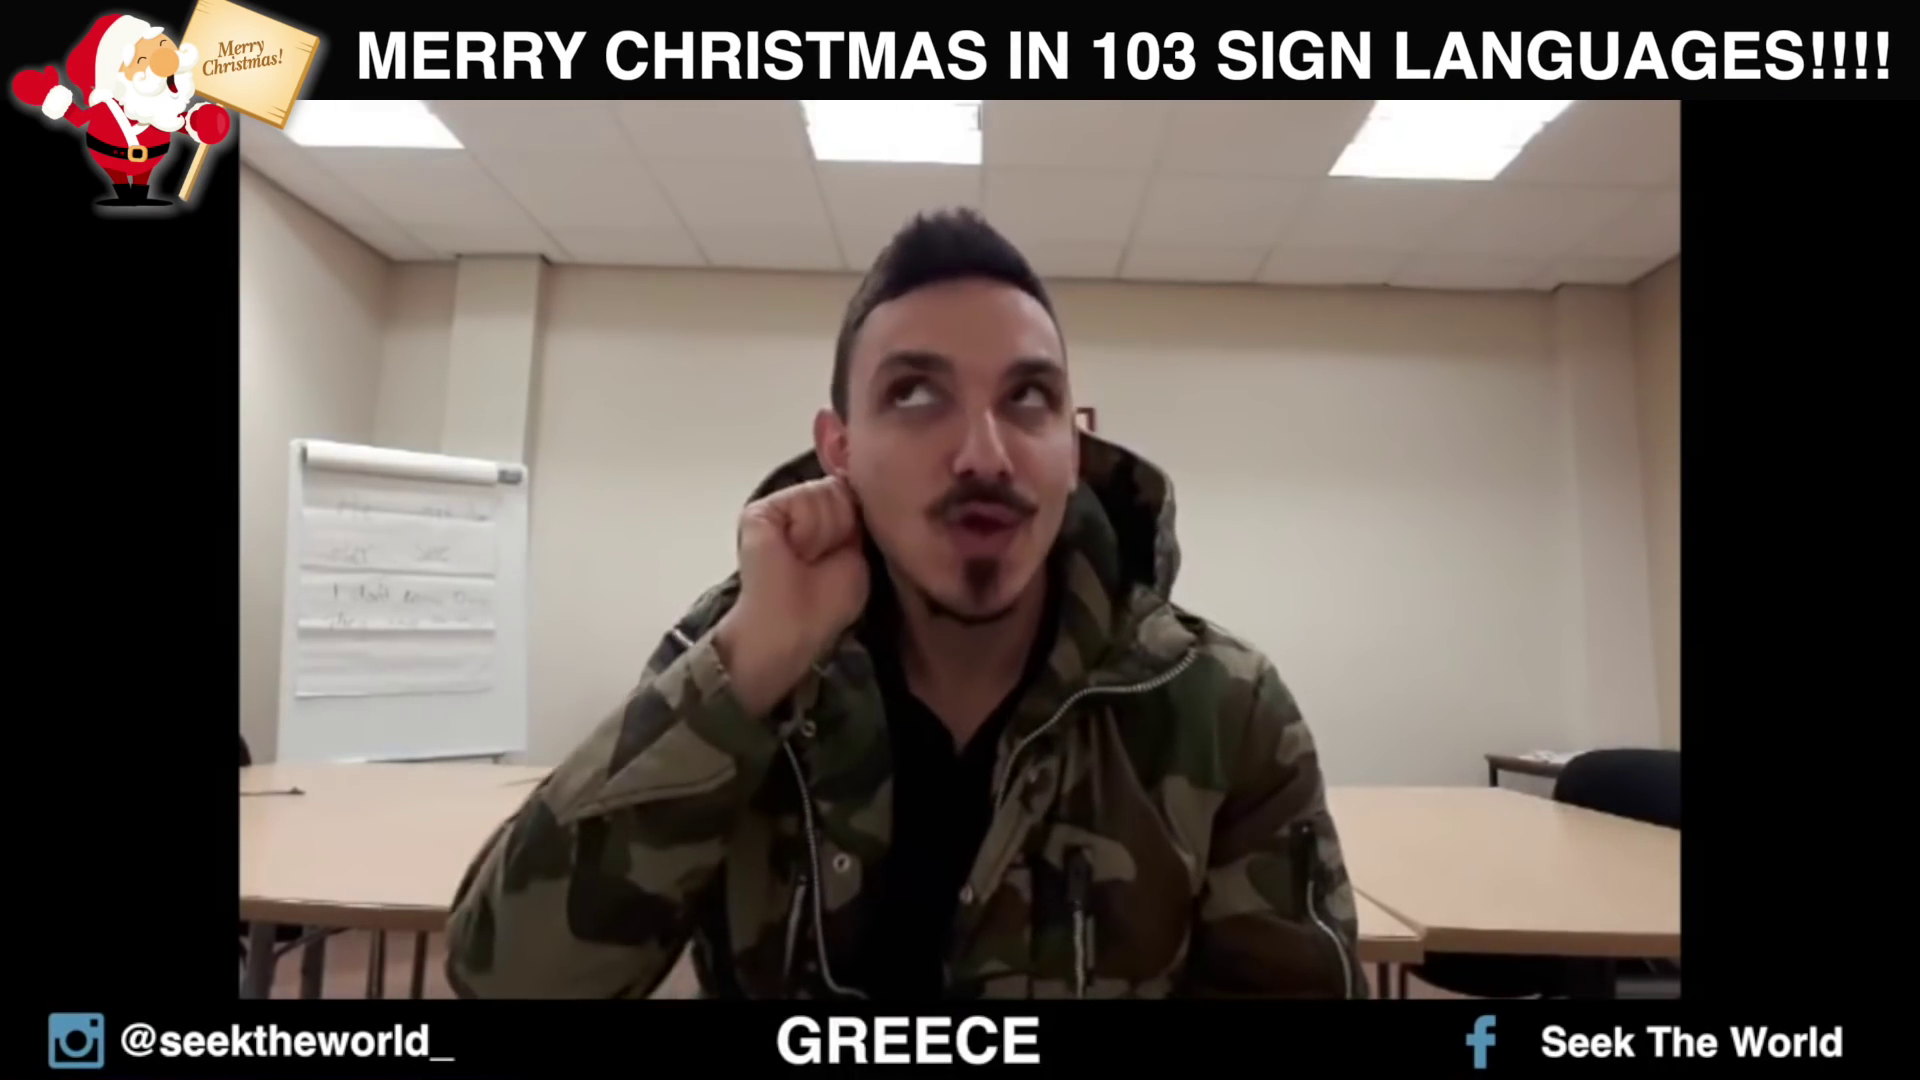 Merry
Christmas!
MERRY CHRISTMAS IN 103 SIGN LANGUAGES!!!!
@seektheworld_
GREECE
Seek The World